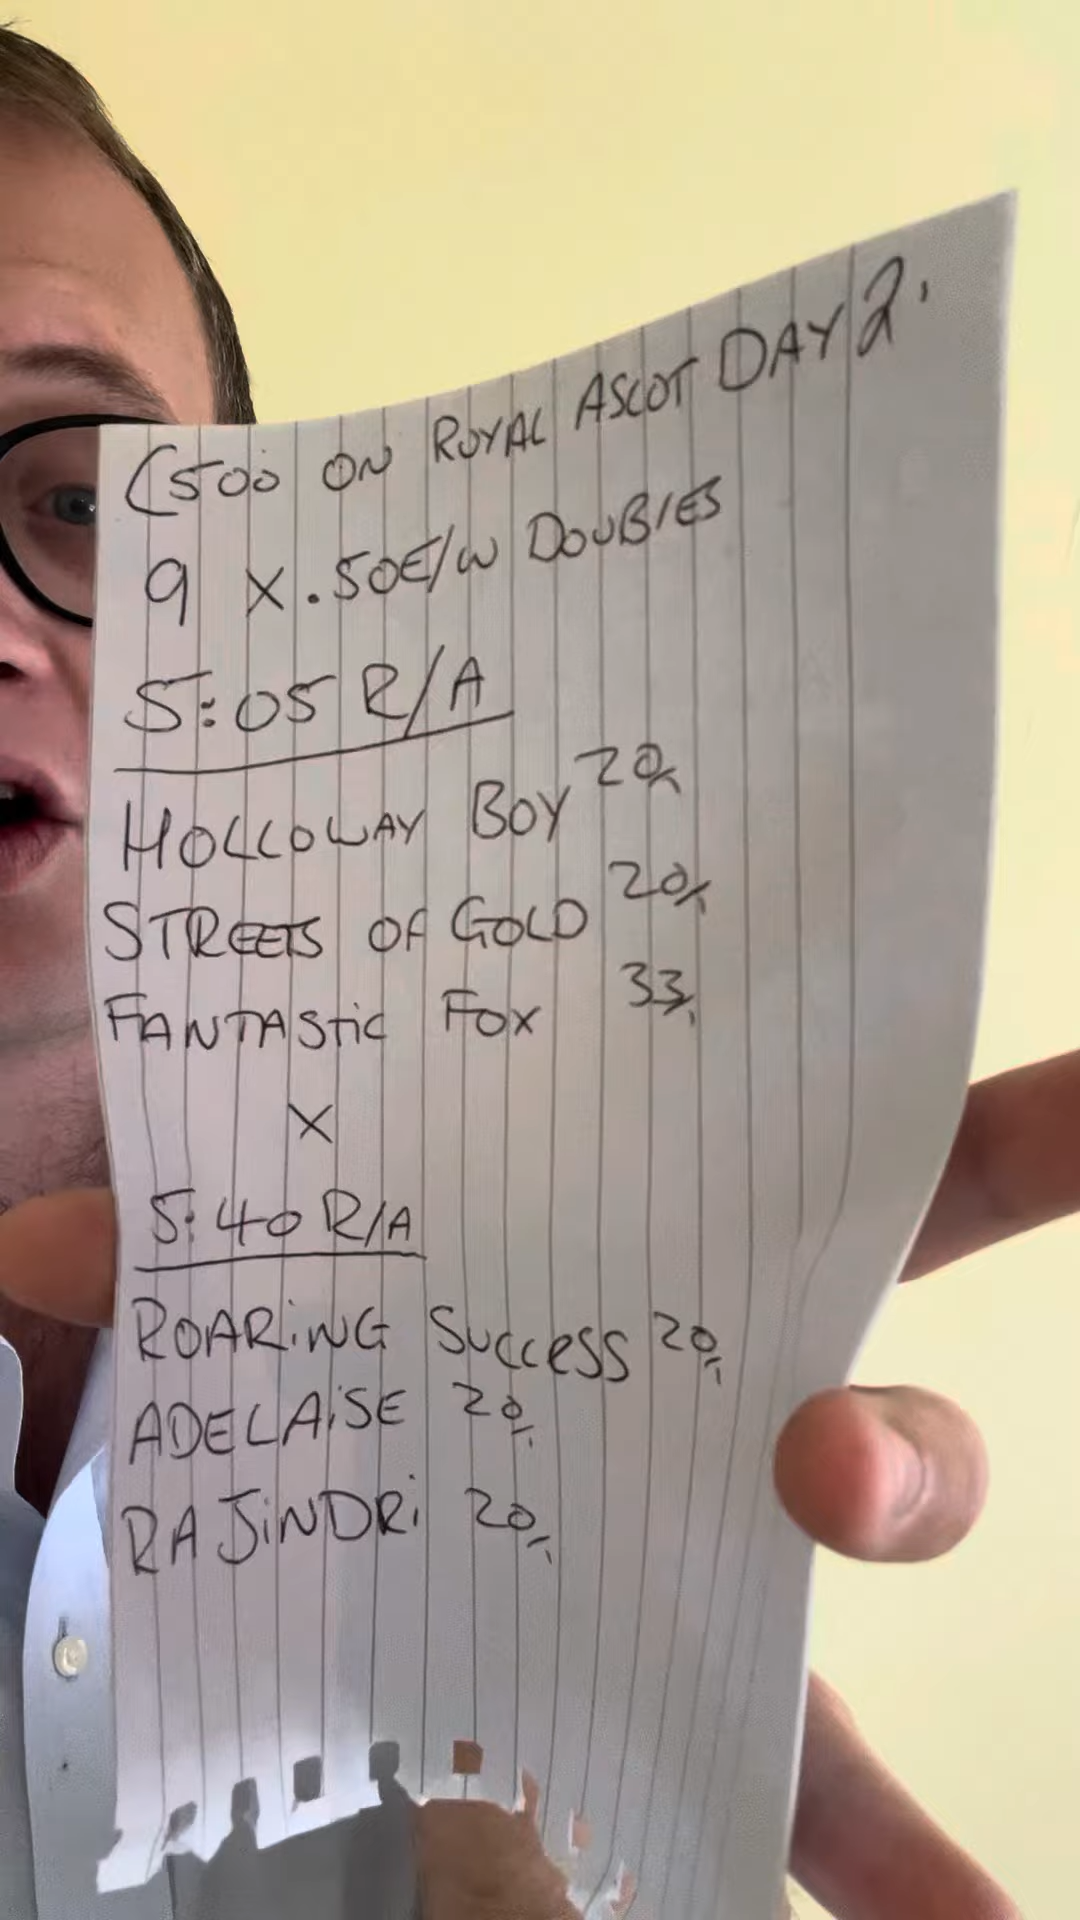 (500 ON ROYAL ASCOT DAY 2.
9 X .50E/W DOUBLES
5:05 R/A
HOLLOWAY BOY 20/1
STREETS OF GOLD 20/1
FANTASTIC FOX 33/1
X
5:40 R/A
ROARING SUCCESS 20/1
ADELAISE 20/1
RAJINDRI 20/1